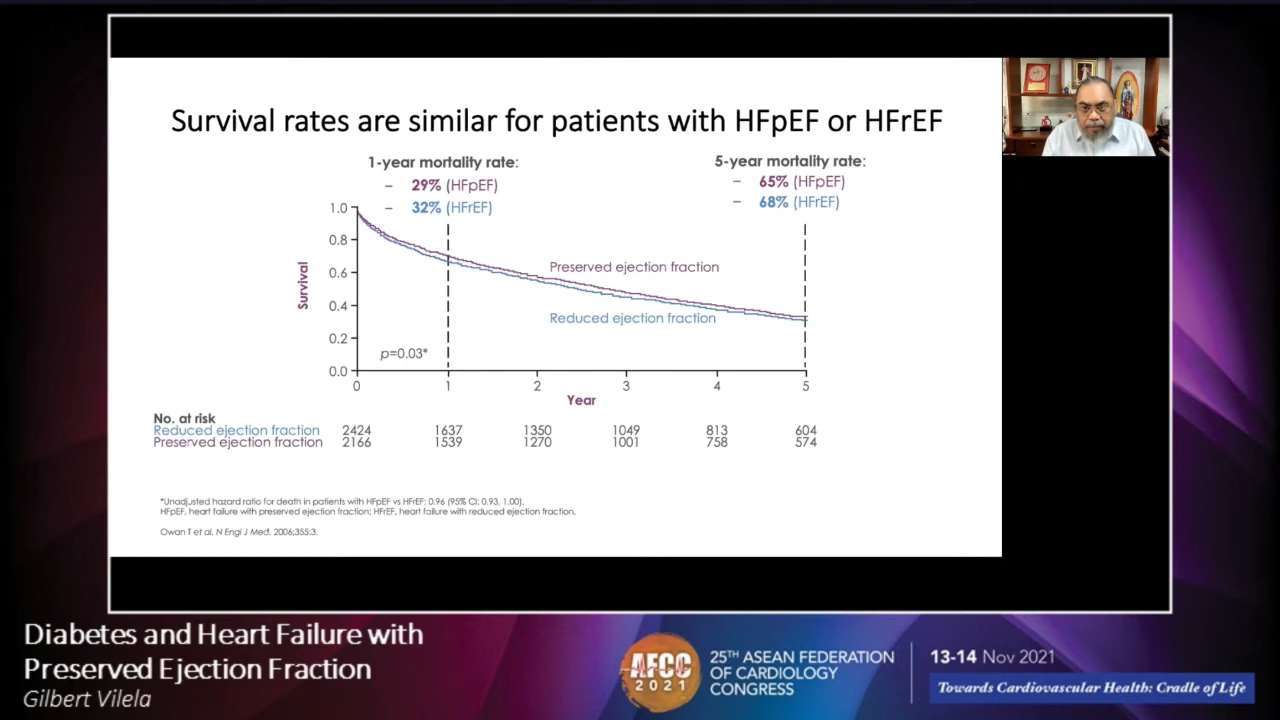 Survival rates are similar for patients with HFpEF or HFrEF
1-year mortality rate:
– 29% (HFpEF)
– 32% (HFrEF)
5-year mortality rate:
– 65% (HFpEF)
– 68% (HFrEF)
Survival
1.0
0.8
0.6
0.4
0.2
0.0
Preserved ejection fraction
Reduced ejection fraction
p=0.03*
0 1 2 3 4 5
Year
No. at risk
Reduced ejection fraction 2424 1637 1350 1049 813 604
Preserved ejection fraction 2166 1539 1270 1001 758 574
*Unadjusted hazard ratio for death in patients with HFpEF vs HFrEF: 0.96 (95% CI: 0.93, 1.00).
HFpEF, heart failure with preserved ejection fraction; HFrEF, heart failure with reduced ejection fraction.
Owan T et al. N Engl J Med. 2006;355:3.
Diabetes and Heart Failure with
Preserved Ejection Fraction
Gilbert Vilela
AFCC
2021
25TH ASEAN FEDERATION
OF CARDIOLOGY
CONGRESS
13-14 Nov 2021
Towards Cardiovascular Health: Cradle of Life